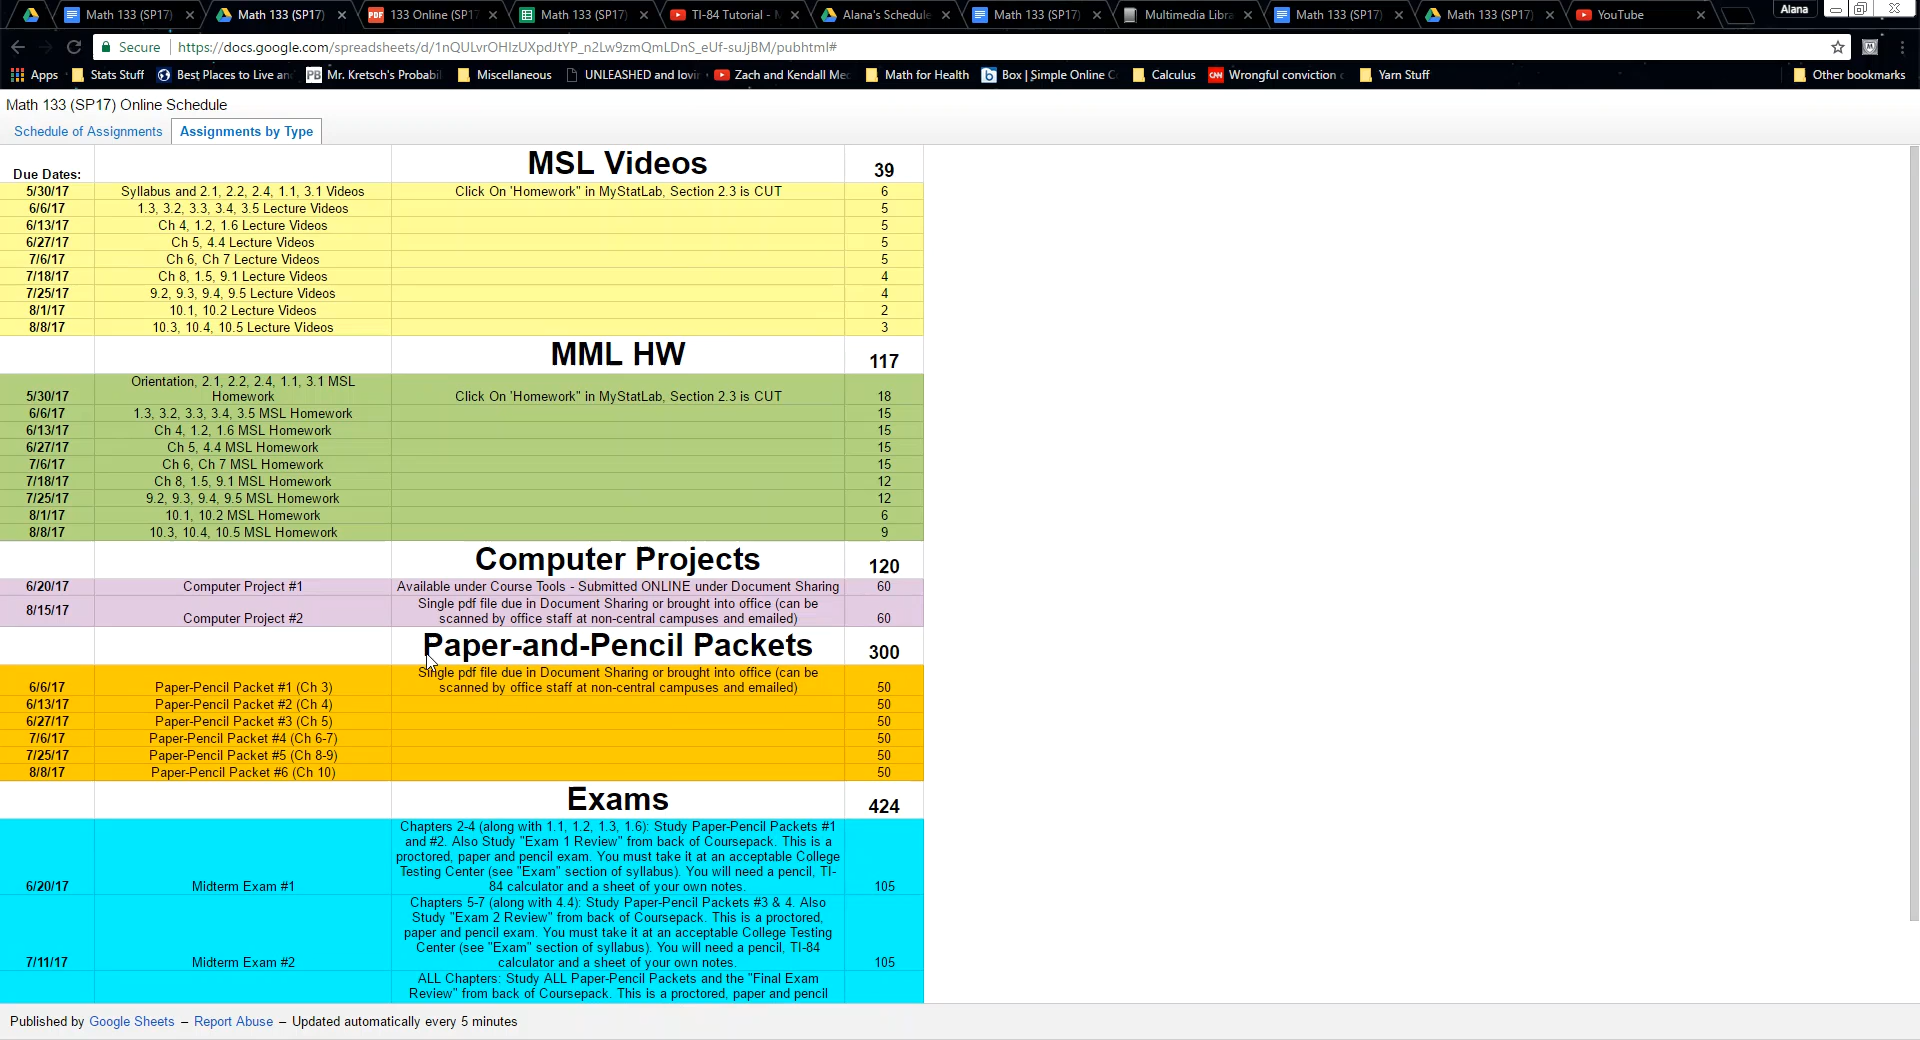 Math 133 (SP17)
Math 133 (SP17)
133 Online (SP1
Math 133 (SP17)
TI-84 Tutorial - M
Alana's Schedule
Math 133 (SP17)
Multimedia Libra
Math 133 (SP17)
Math 133 (SP17)
YouTube
Alana
Secure | https://docs.google.com/spreadsheets/d/1nQULvrOHIzUXpdJtYP_n2Lw9zmQmLDnS_eUf-suJjBM/pubhtml#
Apps Stats Stuff Best Places to Live an Mr. Kretsch's Probabil Miscellaneous UNLEASHED and lovin Zach and Kendall Me Math for Health Box | Simple Online C Calculus Wrongful conviction Yarn Stuff Other bookmarks
Math 133 (SP17) Online Schedule
Schedule of Assignments Assignments by Type
Due Dates: MSL Videos 39
5/30/17 Syllabus and 2.1, 2.2, 2.4, 1.1, 3.1 Videos Click On 'Homework" in MyStatLab, Section 2.3 is CUT 6
6/6/17 1.3, 3.2, 3.3, 3.4, 3.5 Lecture Videos 5
6/13/17 Ch 4, 1.2, 1.6 Lecture Videos 5
6/27/17 Ch 5, 4.4 Lecture Videos 5
7/6/17 Ch 6, Ch 7 Lecture Videos 5
7/18/17 Ch 8, 1.5, 9.1 Lecture Videos 4
7/25/17 9.2, 9.3, 9.4, 9.5 Lecture Videos 4
8/1/17 10.1, 10.2 Lecture Videos 2
8/8/17 10.3, 10.4, 10.5 Lecture Videos 3
MML HW 117
Orientation, 2.1, 2.2, 2.4, 1.1, 3.1 MSL
5/30/17 Homework Click On 'Homework" in MyStatLab, Section 2.3 is CUT 18
6/6/17 1.3, 3.2, 3.3, 3.4, 3.5 MSL Homework 15
6/13/17 Ch 4, 1.2, 1.6 MSL Homework 15
6/27/17 Ch 5, 4.4 MSL Homework 15
7/6/17 Ch 6, Ch 7 MSL Homework 15
7/18/17 Ch 8, 1.5, 9.1 MSL Homework 12
7/25/17 9.2, 9.3, 9.4, 9.5 MSL Homework 12
8/1/17 10.1, 10.2 MSL Homework 6
8/8/17 10.3, 10.4, 10.5 MSL Homework 9
Computer Projects 120
6/20/17 Computer Project #1 Available under Course Tools - Submitted ONLINE under Document Sharing 60
Single pdf file due in Document Sharing or brought into office (can be
8/15/17 Computer Project #2 scanned by office staff at non-central campuses and emailed) 60
Paper-and-Pencil Packets 300
Single pdf file due in Document Sharing or brought into office (can be
6/6/17 Paper-Pencil Packet #1 (Ch 3) scanned by office staff at non-central campuses and emailed) 50
6/13/17 Paper-Pencil Packet #2 (Ch 4) 50
6/27/17 Paper-Pencil Packet #3 (Ch 5) 50
7/6/17 Paper-Pencil Packet #4 (Ch 6-7) 50
7/25/17 Paper-Pencil Packet #5 (Ch 8-9) 50
8/8/17 Paper-Pencil Packet #6 (Ch 10) 50
Exams 424
Chapters 2-4 (along with 1.1, 1.2, 1.3, 1.6): Study Paper-Pencil Packets #1
and #2. Also Study "Exam 1 Review" from back of Coursepack. This is a
proctored, paper and pencil exam. You must take it at an acceptable College
Testing Center (see "Exam" section of syllabus). You will need a pencil, TI-
6/20/17 Midterm Exam #1 84 calculator and a sheet of your own notes. 105
Chapters 5-7 (along with 4.4): Study Paper-Pencil Packets #3 & 4. Also
Study "Exam 2 Review" from back of Coursepack. This is a proctored,
paper and pencil exam. You must take it at an acceptable College Testing
Center (see "Exam" section of syllabus). You will need a pencil, TI-84
7/11/17 Midterm Exam #2 calculator and a sheet of your own notes. 105
ALL Chapters: Study ALL Paper-Pencil Packets and the "Final Exam
Review" from back of Coursepack. This is a proctored, paper and pencil
Published by Google Sheets – Report Abuse – Updated automatically every 5 minutes